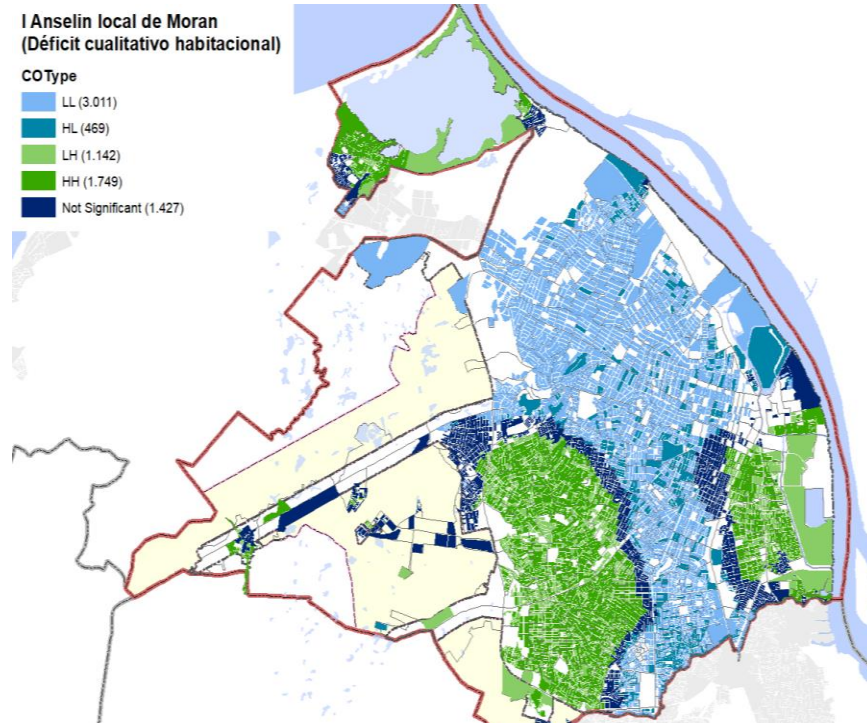 I Anselin local de Moran
(Déficit cualitativo habitacional)
COType
LL (3.011)
HL (469)
LH (1.142)
HH (1.749)
Not Significant (1.427)